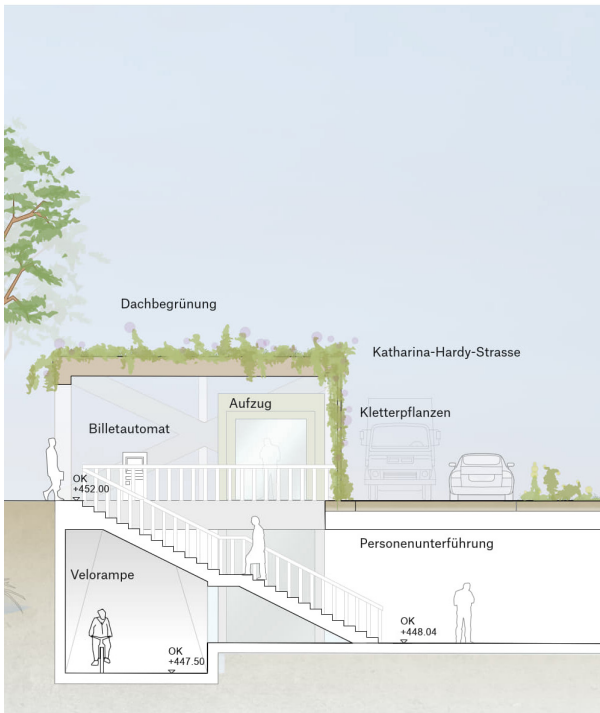 Dachbegrünung
Katharina-Hardy-Strasse
Aufzug
Kletterpflanzen
Billetautomat
OK
+452.00
Personenunterführung
Velorampe
OK
+448.04
OK
+447.50